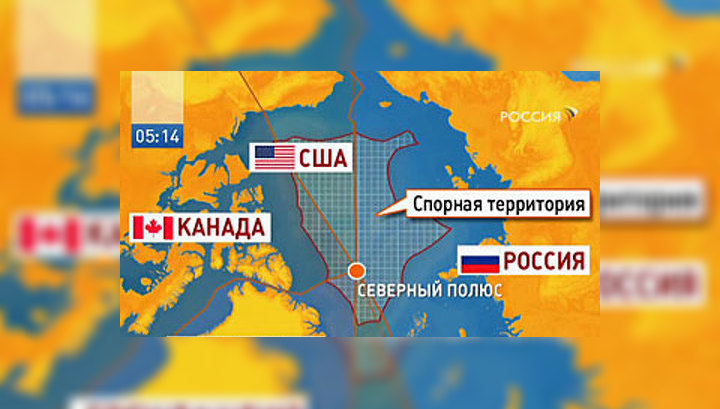 РОССИЯ
05:14
США
Спорная территория
КАНАДА
РОССИЯ
СЕВЕРНЫЙ ПОЛЮС